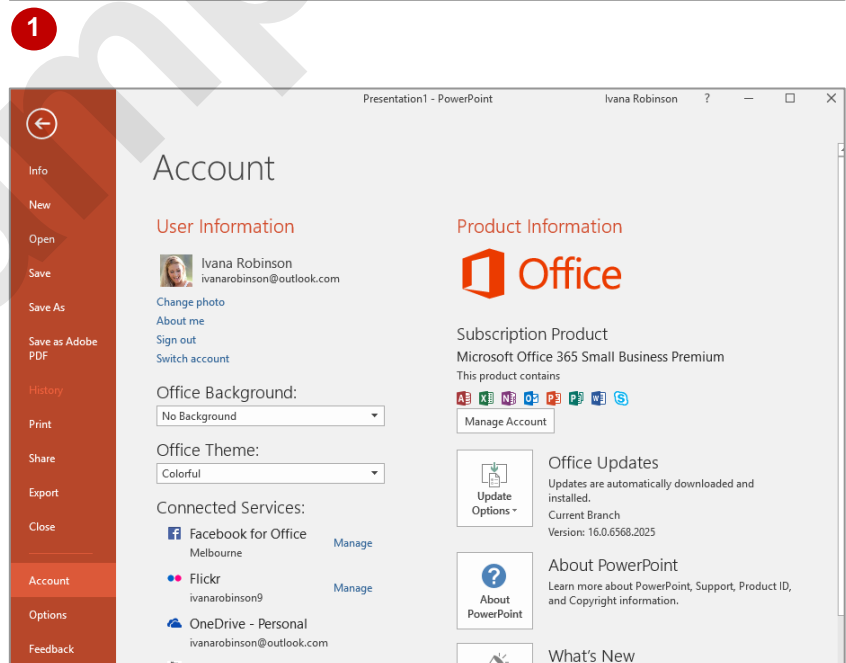 1
Presentation1 - PowerPoint
Ivana Robinson
?
Info
New
Open
Save
Save As
Save as Adobe
PDF
History
Print
Share
Export
Close
Account
Options
Feedback
Account
User Information
Ivana Robinson
ivanarobinson@outlook.com
Change photo
About me
Sign out
Switch account
Office Background:
No Background
Office Theme:
Colorful
Connected Services:
Facebook for Office
Melbourne
Manage
Flickr
ivanarobinson9
Manage
OneDrive - Personal
ivanarobinson@outlook.com
Product Information
Office
Subscription Product
Microsoft Office 365 Small Business Premium
This product contains
Manage Account
Update
Options
Office Updates
Updates are automatically downloaded and
installed.
Current Branch
Version: 16.0.6568.2025
?
About
PowerPoint
About PowerPoint
Learn more about PowerPoint, Support, Product ID,
and Copyright information.
What's New